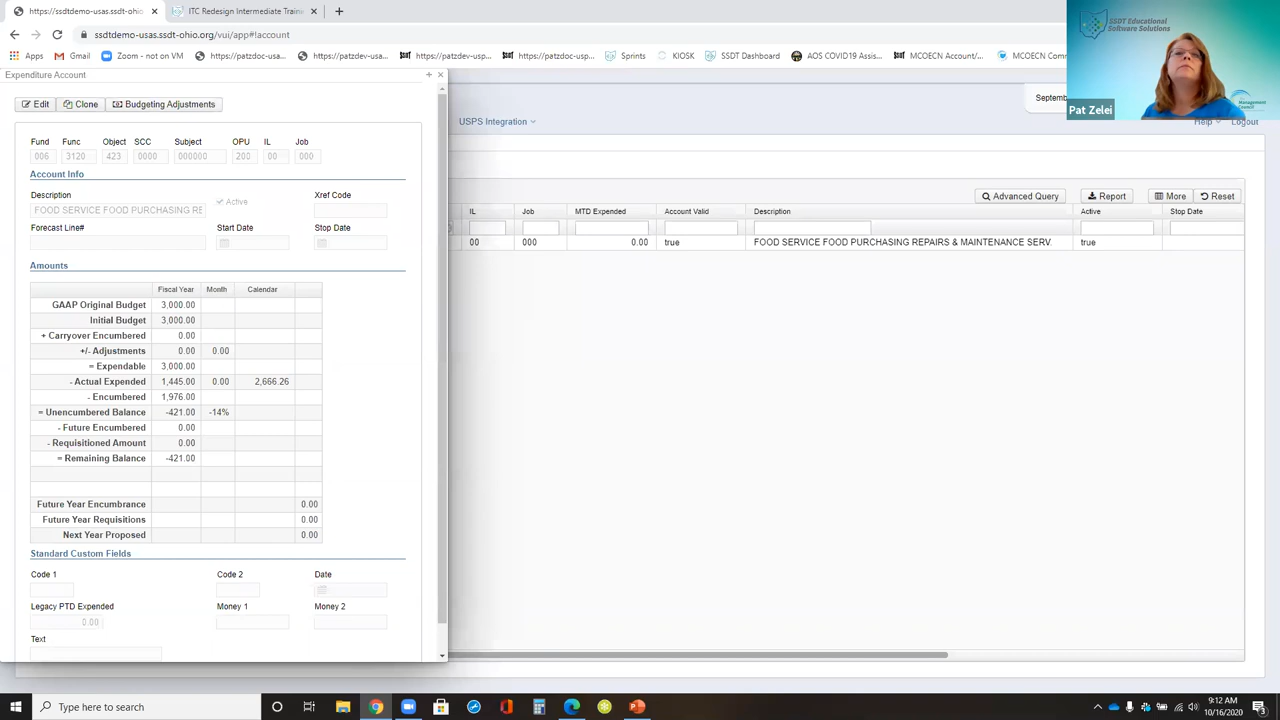 https://ssdtdemo-usas.ssdt-ohio
ITC Redesign Intermediate Traine
ssdtdemo-usas.ssdt-ohio.org/vui/app#!account
Apps
Gmail
Zoom - not on VM
https://patzdoc-usa...
https://patzdev-usa...
https://patzdev-usp...
https://patzdoc-usp...
Sprints
KIOSK
SSDT Dashboard
AOS COVID19 Assis...
MCOECN Account/...
MCOECN Com
SSDT Educational
Software Solutions
Pat Zelei
Management
Expenditure Account
Septemb
USPS Integration
Help
Logout
Edit
Clone
Budgeting Adjustments
Fund Func Object SCC Subject OPU IL Job
006 3120 423 0000 000000 200 00 000
Account Info
Description
Active
Xref Code
FOOD SERVICE FOOD PURCHASING RE
Forecast Line#
Start Date
Stop Date
Amounts
Fiscal Year Month Calendar
GAAP Original Budget 3,000.00
Initial Budget 3,000.00
+ Carryover Encumbered 0.00
+/- Adjustments 0.00 0.00
= Expendable 3,000.00
- Actual Expended 1,445.00 0.00 2,666.26
- Encumbered 1,976.00
= Unencumbered Balance -421.00 -14%
- Future Encumbered 0.00
- Requisitioned Amount 0.00
= Remaining Balance -421.00
Future Year Encumbrance 0.00
Future Year Requisitions 0.00
Next Year Proposed 0.00
Standard Custom Fields
Code 1
Code 2
Date
Legacy PTD Expended
Money 1
Money 2
0.00
Text
Advanced Query
Report
More
Reset
IL Job MTD Expended Account Valid Description Active Stop Date
00 000 0.00 true FOOD SERVICE FOOD PURCHASING REPAIRS & MAINTENANCE SERV. true
Type here to search
9:12 AM
10/16/2020
3